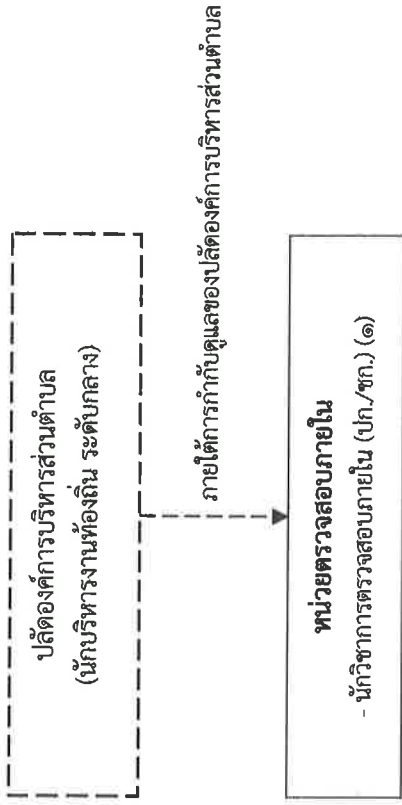 ปลัดองค์การบริหารส่วนตำบล
(นักบริหารงานท้องถิ่น ระดับกลาง)
ภายใต้การกำกับดูแลของปลัดองค์การบริหารส่วนตำบล
หน่วยตรวจสอบภายใน
- นักวิชาการตรวจสอบภายใน (ปก./ชก.) (๑)